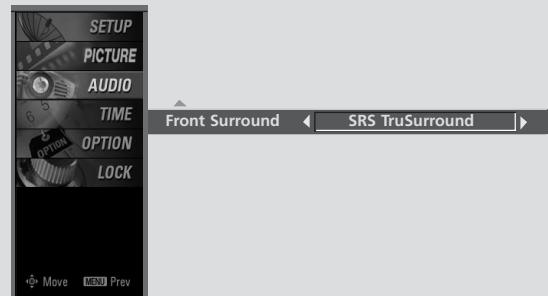 SETUP
PICTURE
AUDIO
TIME
OPTION
LOCK
Front Surround SRS TruSurround
Move MENU Prev